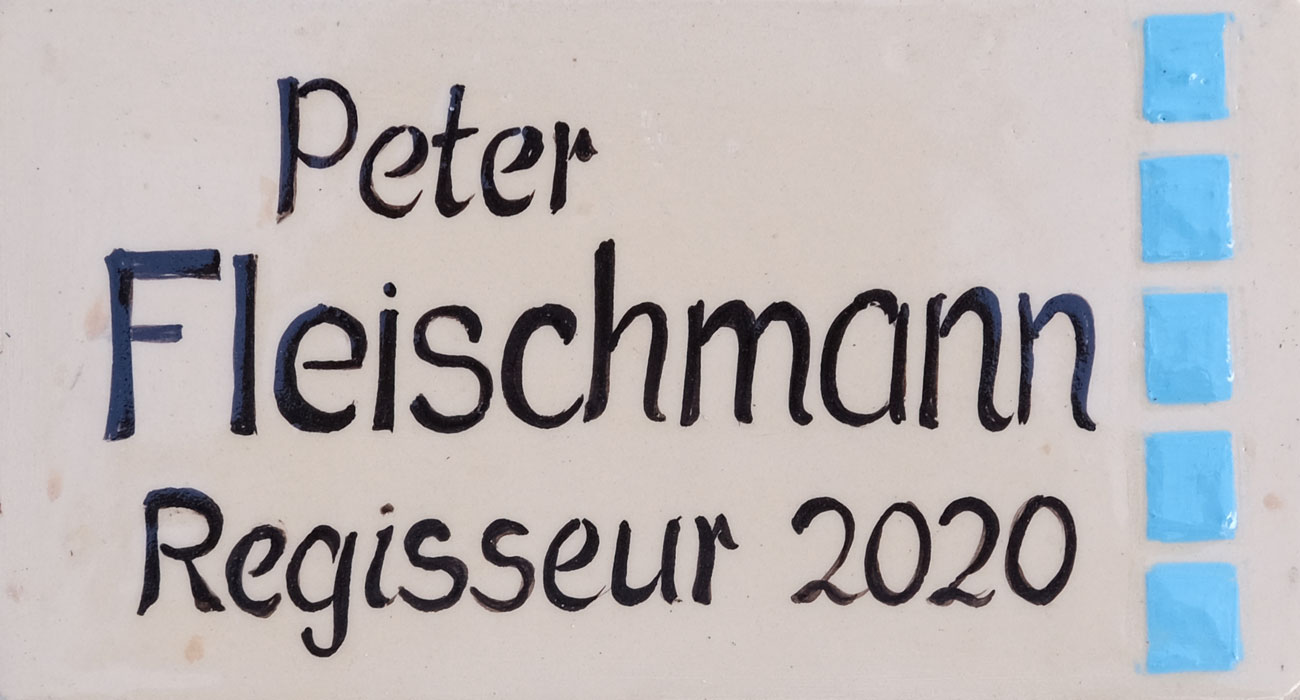 Peter
Fleischmann
Regisseur 2020